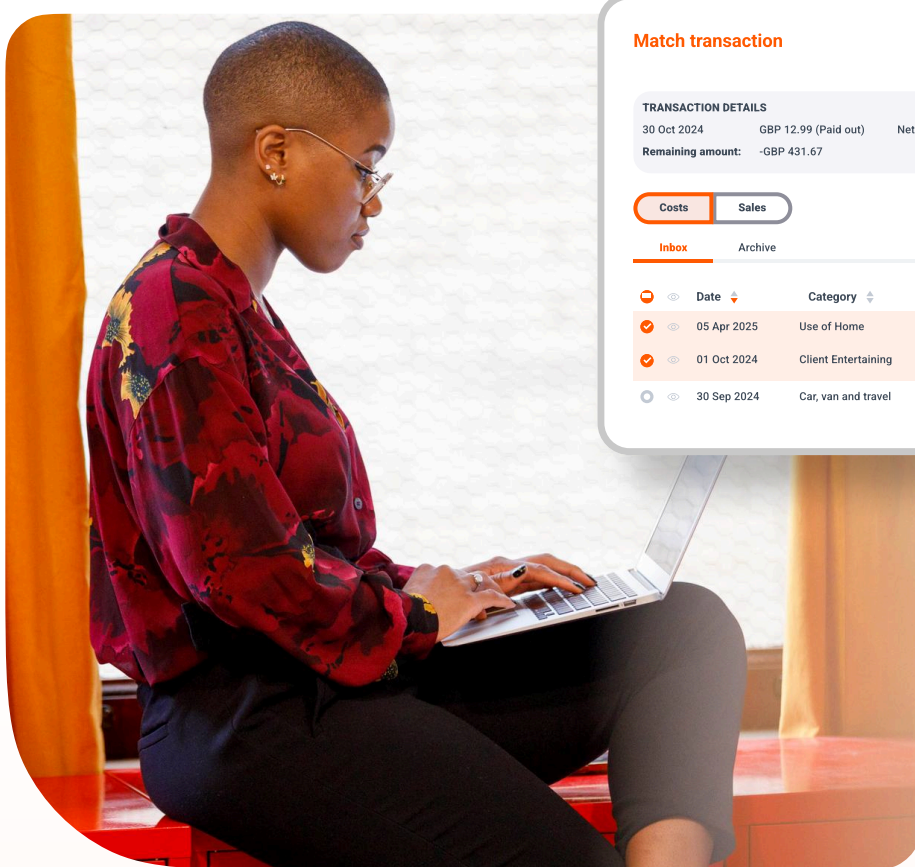 Match transaction
TRANSACTION DETAILS
30 Oct 2024 GBP 12.99 (Paid out) Net
Remaining amount: -GBP 431.67
Costs Sales
Inbox Archive
Date Category
05 Apr 2025 Use of Home
01 Oct 2024 Client Entertaining
30 Sep 2024 Car, van and travel